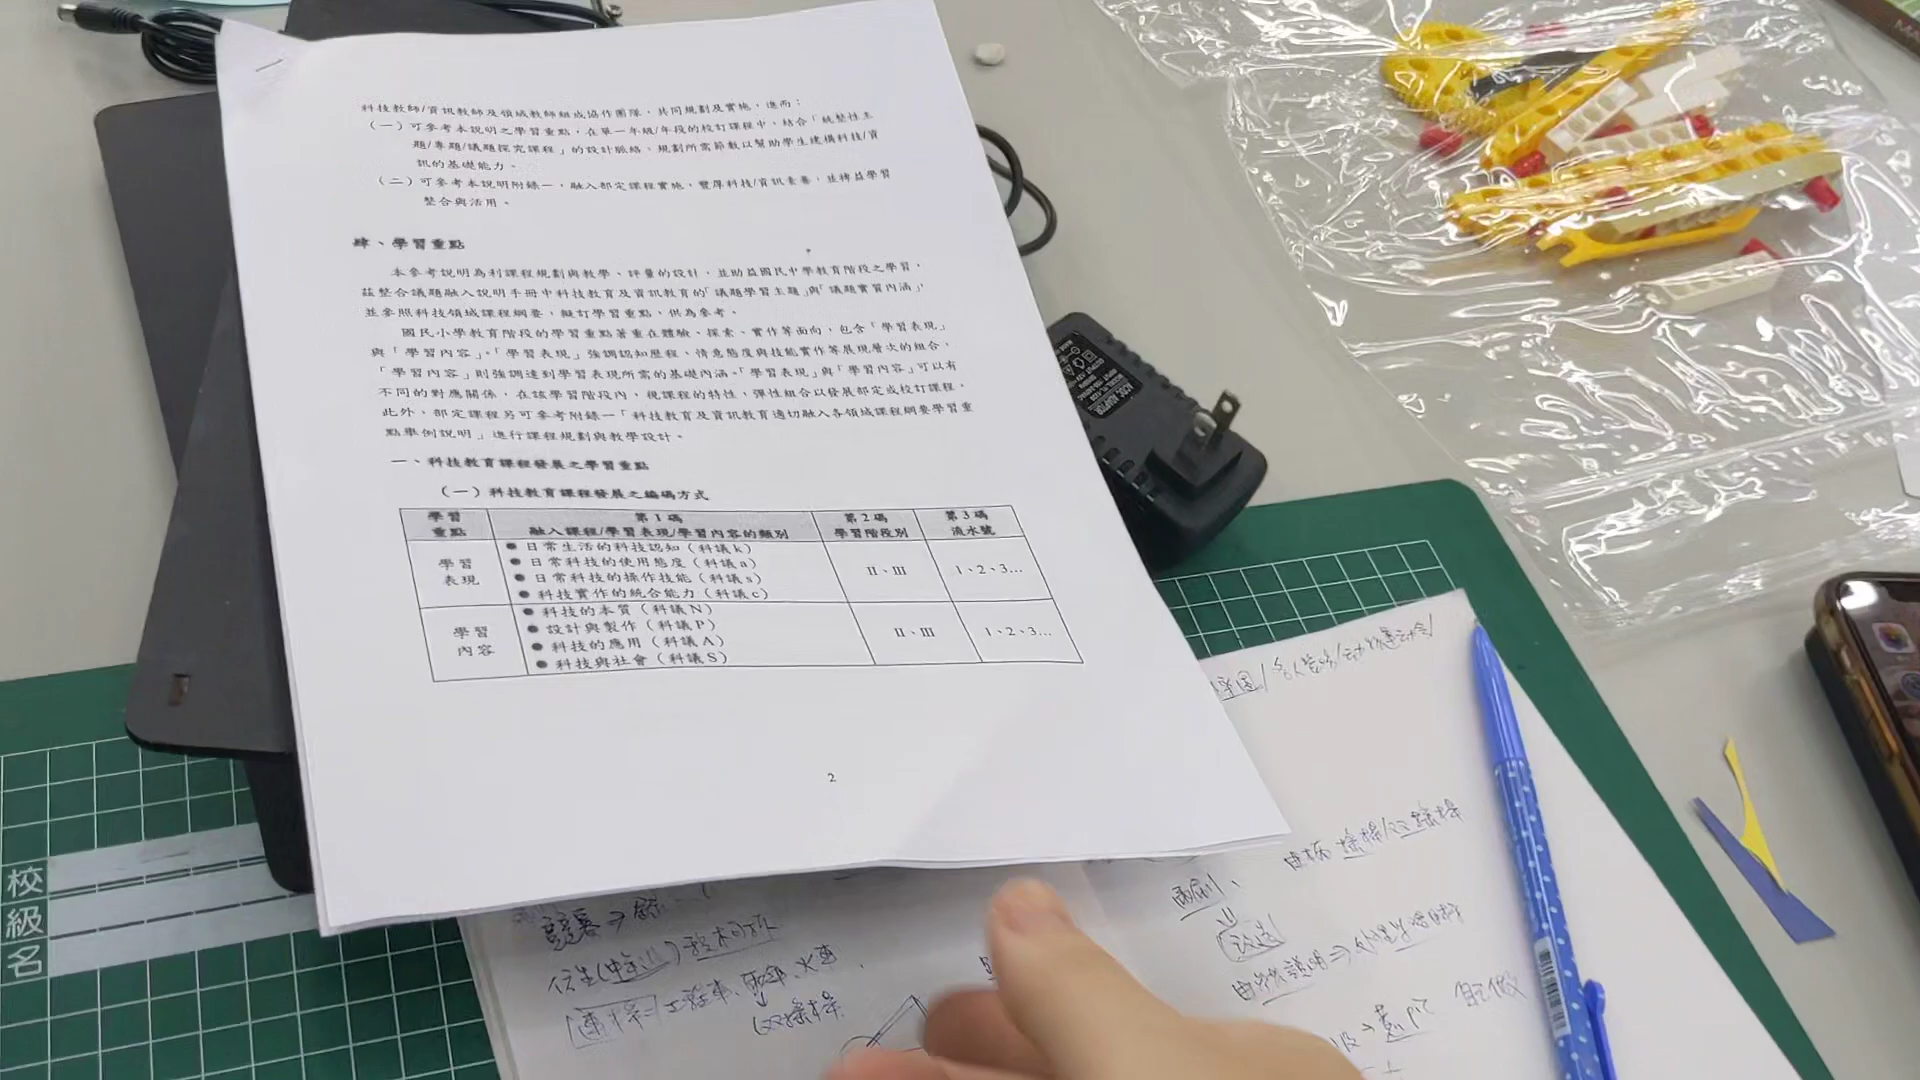 科技教師/資訊教師及領域教師組成協作團隊，共同規劃及實施，進而：
（一）可參考本說明之學習重點，在單一年級/年段的校訂課程中，結合「統整性主
題/專題/議題探究課程」的設計脈絡，規劃所需節數以幫助學生建構科技/資
訊的基礎能力。
（二）可參考本說明附錄一，融入部定課程實施，豐厚科技/資訊素養，並裨益學習
整合與活用。
肆、學習重點
本參考說明為利課程規劃與教學、評量的設計，並助益國民中學教育階段之學習，
茲整合議題融入說明手冊中科技教育及資訊教育的「議題學習主題」與「議題實質內涵」，
並參照科技領域課程綱要，擬訂學習重點，供為參考。
國民小學教育階段的學習重點著重在體驗、探索、實作等面向，包含「學習表現」
與「學習內容」。「學習表現」強調認知歷程、情意態度與技能實作等展現層次的組合，
「學習內容」則強調達到學習表現所需的基礎內涵。「學習表現」與「學習內容」可以有
不同的對應關係，在該學習階段內，視課程的特性，彈性組合以發展部定或校訂課程。
此外，部定課程另可參考附錄一「科技教育及資訊教育適切融入各領域課程綱要學習重
點舉例說明」進行課程規劃與教學設計。
一、科技教育課程發展之學習重點
（一）科技教育課程發展之編碼方式
學習重點 第1碼 融入課程/學習表現/學習內容的類別 第2碼 學習階段別 第3碼 流水號
學習表現
● 日常生活的科技認知（科議k）
● 日常科技的使用態度（科議a）
● 日常科技的操作技能（科議s）
● 科技實作的統合能力（科議c）
II、III
1、2、3…
學習內容
● 科技的本質（科議N）
● 設計與製作（科議P）
● 科技的應用（科議A）
● 科技與社會（科議S）
II、III
1、2、3…
2
AC/DC ADAPTOR
校
級
名
工程車
火車